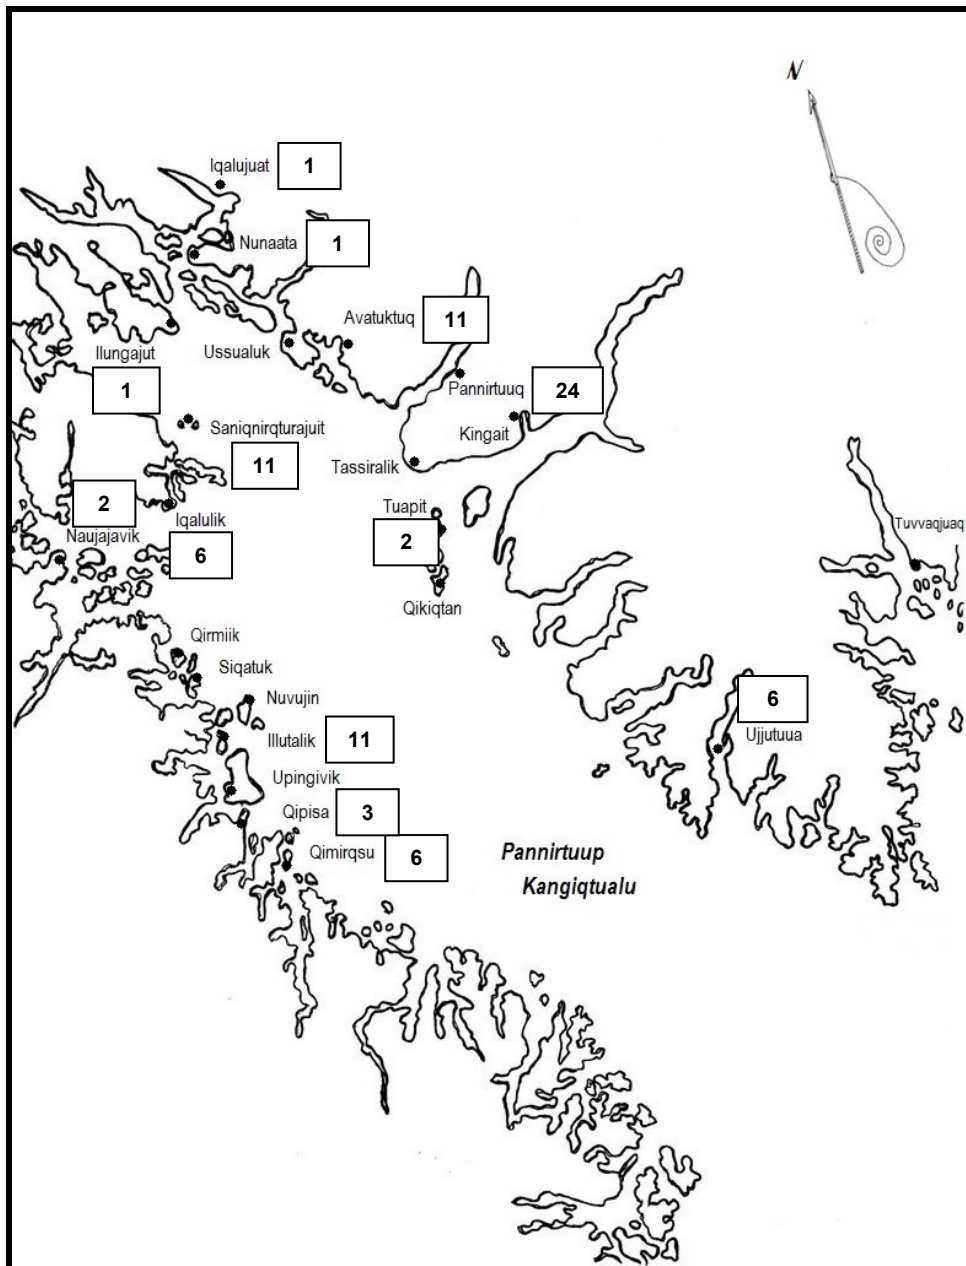 N
Iqalujuat 1
Nunaata 1
Avatuktuq 11
Ussualuk
Ilungajut
1
Pannirtuuq
24
Kingait
Saniqnirqturajuit
11
Tassiralik
2
Iqalulik
Tuapit
2
Naujajavik
6
Tuvvaqjuaq
Qikiqtan
Qirmiik
Siqatuk
Nuvujin
6
Ujjutuua
Illutalik 11
Upingivik
Qipisa 3
Qimirqsu 6
Pannirtuup
Kangiqtualu